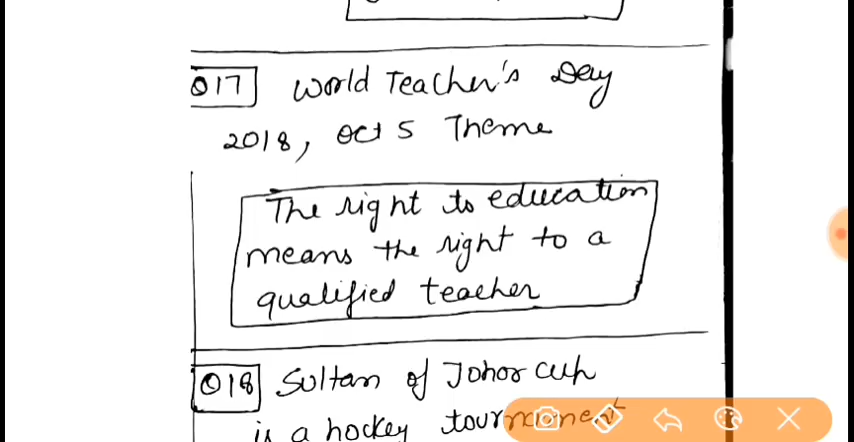 Q17 World Teacher's Day
2018, Oct 5 Theme
The right to education
means the right to a
qualified teacher
Q18 Sultan of Johor cup
is a hockey tournament